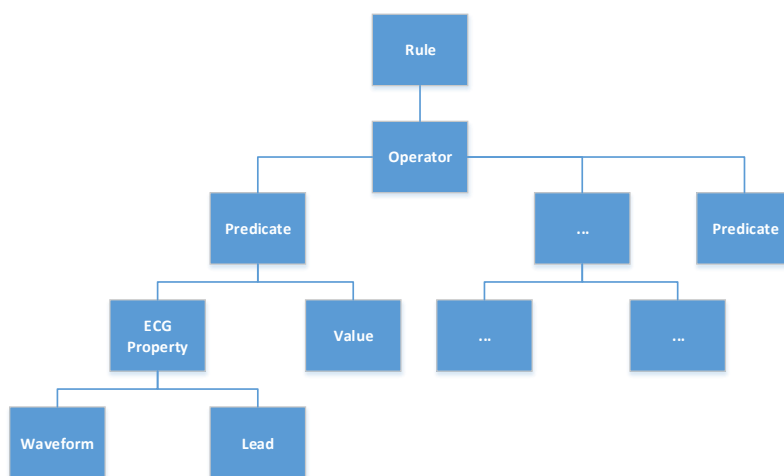 Rule
Operator
Predicate
...
Predicate
ECG
Property
Value
...
...
Waveform
Lead